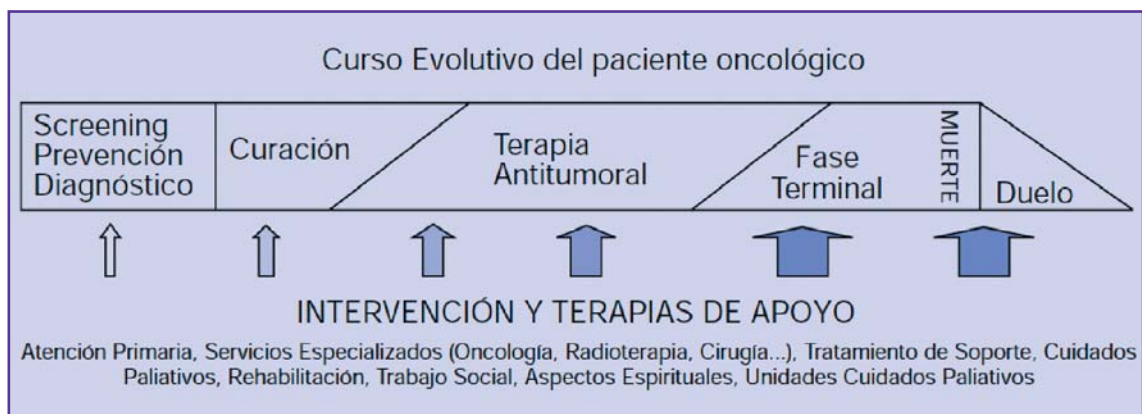 Curso Evolutivo del paciente oncológico
Screening
Prevención
Diagnóstico
Curación
Terapia
Antitumoral
Fase
Terminal
MUERTE
Duelo
INTERVENCIÓN Y TERAPIAS DE APOYO
Atención Primaria, Servicios Especializados (Oncología, Radioterapia, Cirugía...), Tratamiento de Soporte, Cuidados
Paliativos, Rehabilitación, Trabajo Social, Aspectos Espirituales, Unidades Cuidados Paliativos